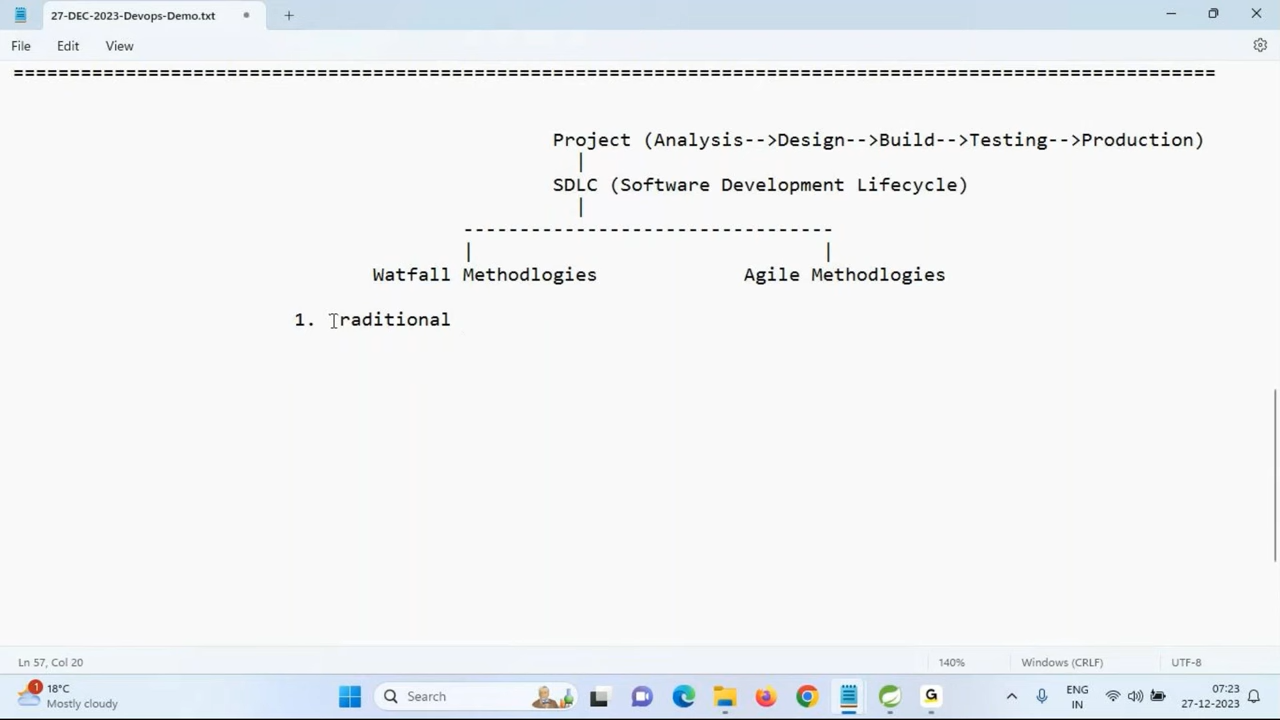 27-DEC-2023-Devops-Demo.txt
File Edit View
=============================================================================================================
Project (Analysis-->Design-->Build-->Testing-->Production)
|
SDLC (Software Development Lifecycle)
|
---------------------------------
| |
Watfall Methodlogies Agile Methodlogies
1. Traditional
Ln 57, Col 20 140% Windows (CRLF) UTF-8
1 18°C Mostly cloudy Search G ENG IN 07:23 27-12-2023